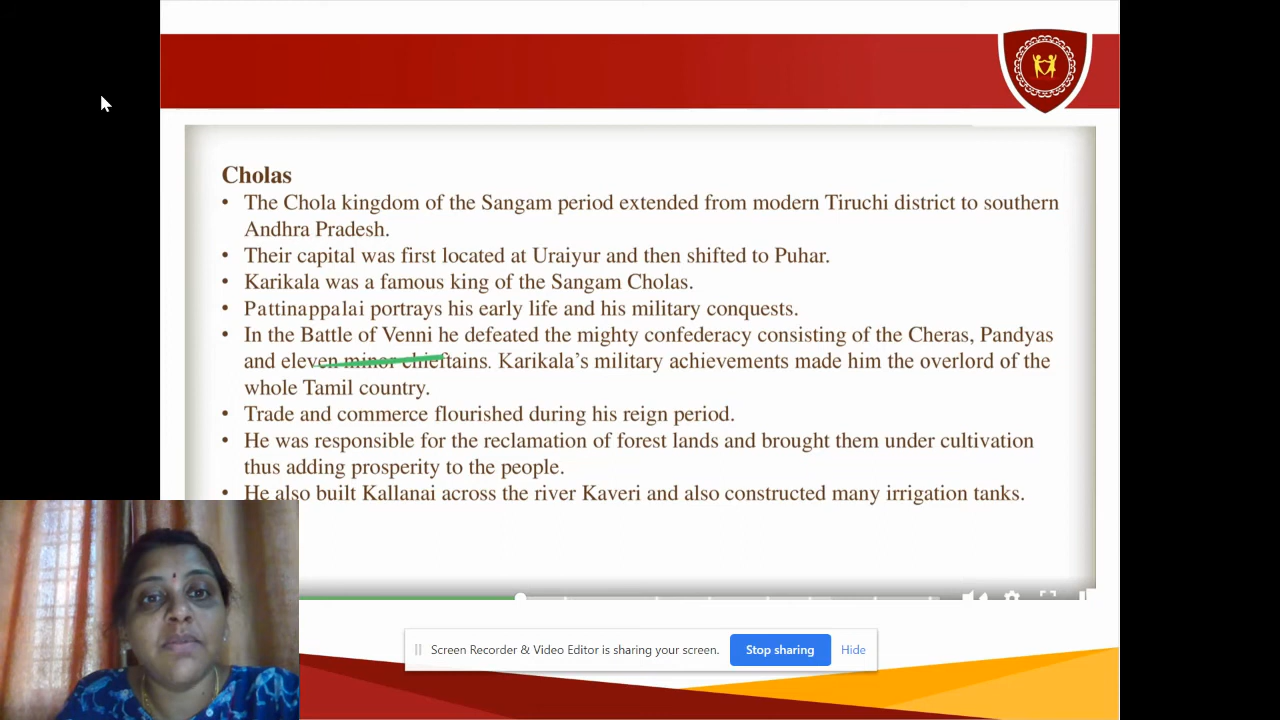 Cholas
• The Chola kingdom of the Sangam period extended from modern Tiruchi district to southern
Andhra Pradesh.
• Their capital was first located at Uraiyur and then shifted to Puhar.
• Karikala was a famous king of the Sangam Cholas.
• Pattinappalai portrays his early life and his military conquests.
• In the Battle of Venni he defeated the mighty confederacy consisting of the Cheras, Pandyas
and eleven minor chieftains. Karikala's military achievements made him the overlord of the
whole Tamil country.
• Trade and commerce flourished during his reign period.
• He was responsible for the reclamation of forest lands and brought them under cultivation
thus adding prosperity to the people.
• He also built Kallanai across the river Kaveri and also constructed many irrigation tanks.
Screen Recorder & Video Editor is sharing your screen.
Stop sharing
Hide